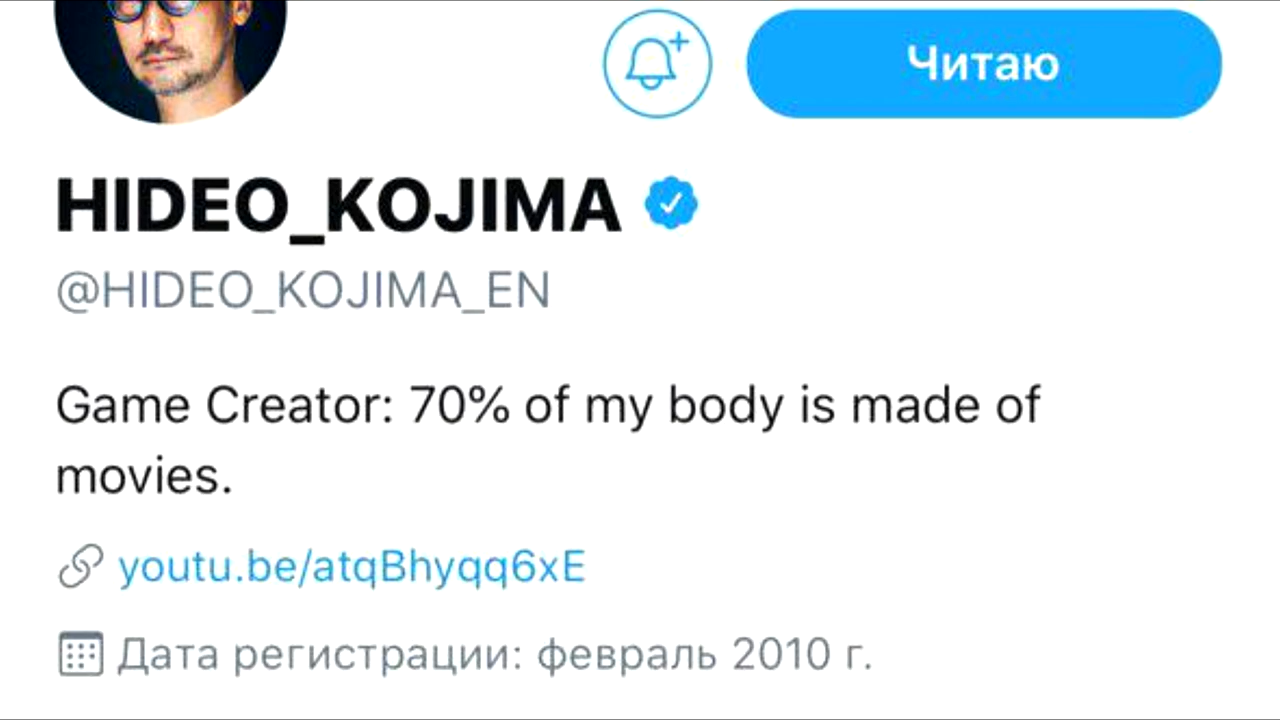 Читаю
HIDEO_KOJIMA
@HIDEO_KOJIMA_EN
Game Creator: 70% of my body is made of
movies.
youtu.be/atqBhyqq6xE
Дата регистрации: февраль 2010 г.